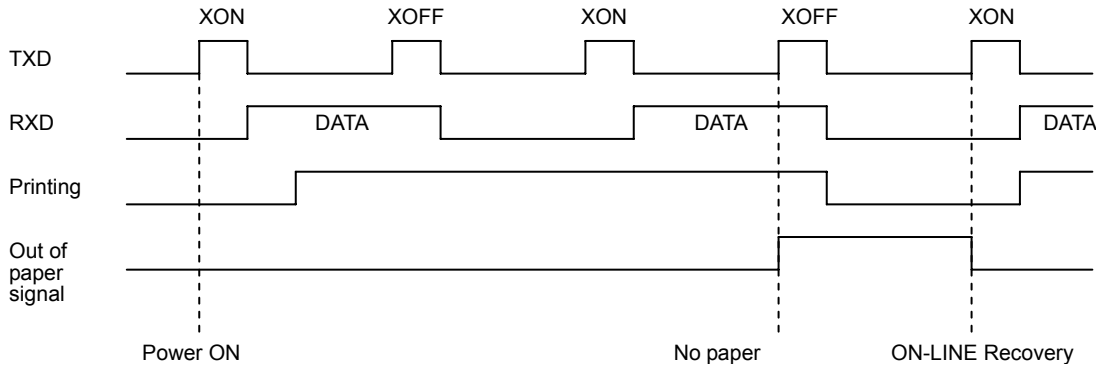 XON XOFF XON XOFF XON
TXD
RXD
DATA DATA DATA
Printing
Out of
paper
signal
Power ON No paper ON-LINE Recovery